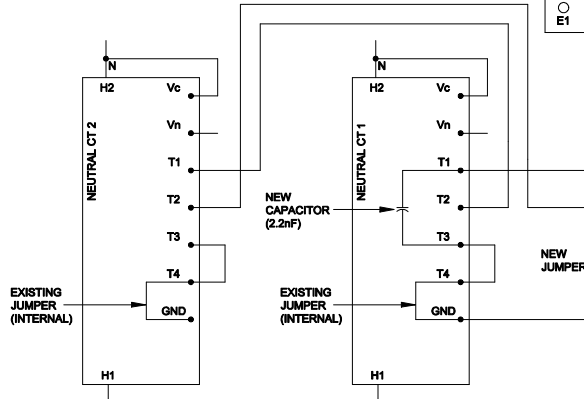 E1
N
H2
Vc
Vn
NEUTRAL CT 2
T1
T2
T3
T4
GND
H1
EXISTING
JUMPER
(INTERNAL)
N
H2
Vc
Vn
NEUTRAL CT 1
T1
T2
T3
T4
GND
H1
NEW
CAPACITOR
(2.2nF)
EXISTING
JUMPER
(INTERNAL)
NEW
JUMPER